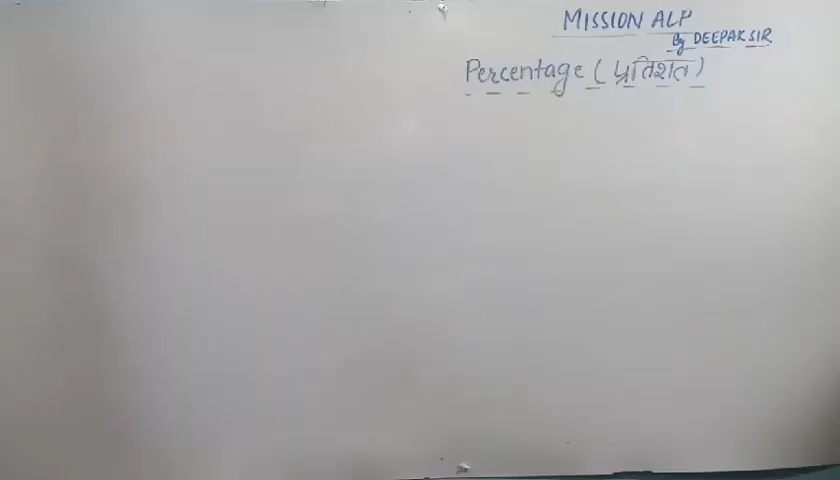 MISSION ALP
By DEEPAK SIR
Percentage (प्रतिशत)